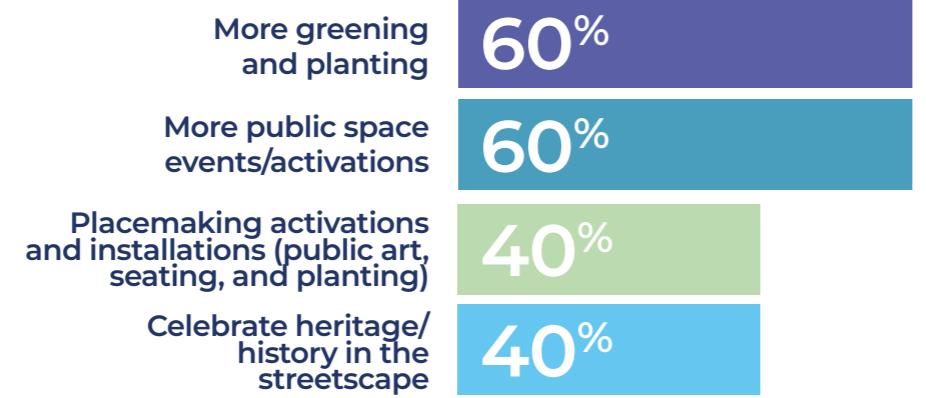 More greening
and planting
60%
More public space
events/activations
60%
Placemaking activations
and installations (public art,
seating, and planting)
40%
Celebrate heritage/
history in the
streetscape
40%